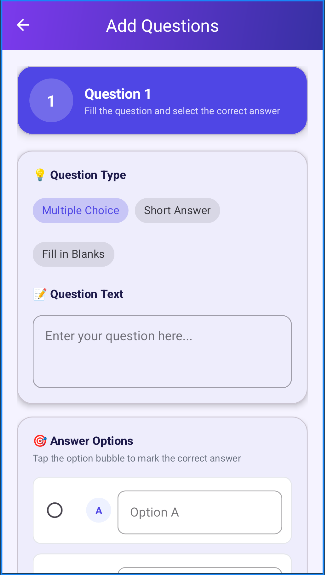 Add Questions
1
Question 1
Fill the question and select the correct answer
💡 Question Type
Multiple Choice
Short Answer
Fill in Blanks
📝 Question Text
Enter your question here...
🎯 Answer Options
Tap the option bubble to mark the correct answer
A
Option A